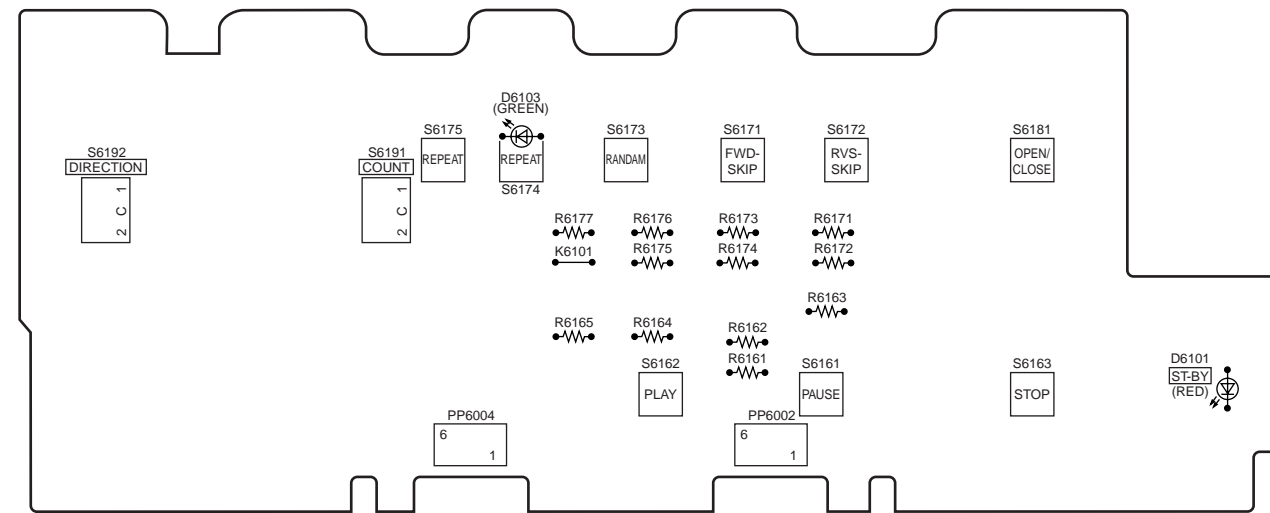 D6103
(GREEN)
S6175
S6173
S6171
S6172
S6181
S6192
DIRECTION
S6191
COUNT
REPEAT
REPEAT
RANDAM
FWD-
SKIP
RVS-
SKIP
OPEN/
CLOSE
S6174
1
C
2
1
C
2
R6177
R6176
R6173
R6171
K6101
R6175
R6174
R6172
R6163
R6165
R6164
R6162
R6161
S6162
S6161
S6163
D6101
ST-BY
(RED)
PLAY
PAUSE
STOP
PP6004
PP6002
6
1
6
1